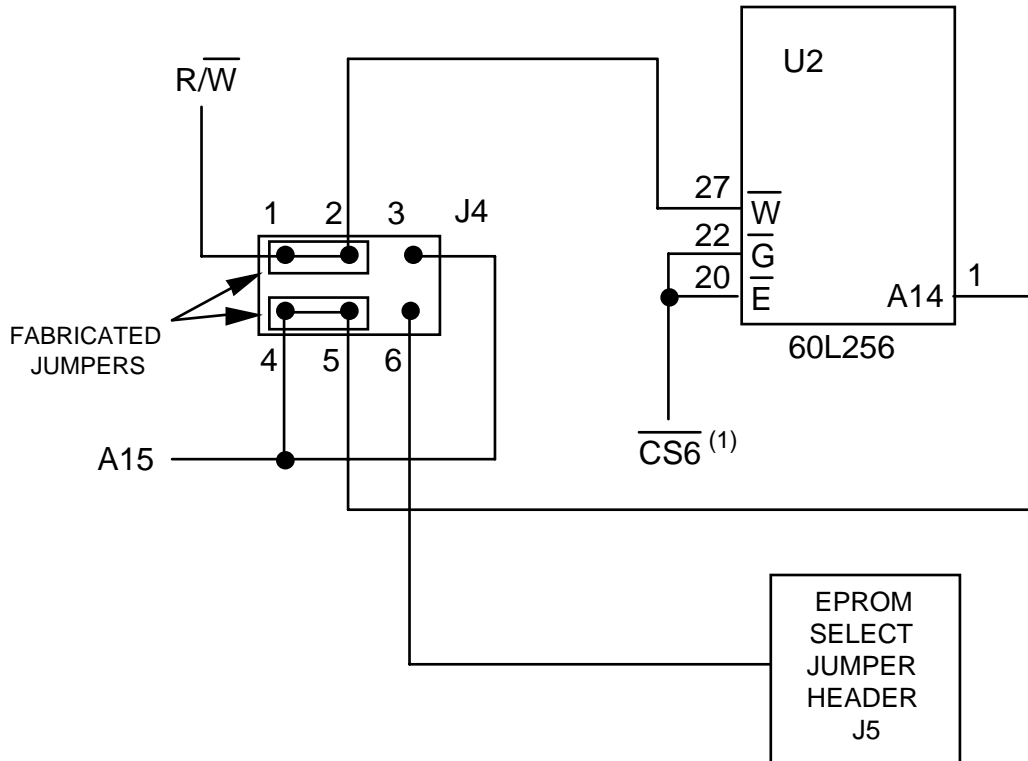 U2
R/W̅
27
W̅
1 2 3 J4
22
G̅
20
E̅
A14
1
60L256
FABRICATED
JUMPERS
4 5 6
C̅S̅6̅ (1)
A15
EPROM
SELECT
JUMPER
HEADER
J5